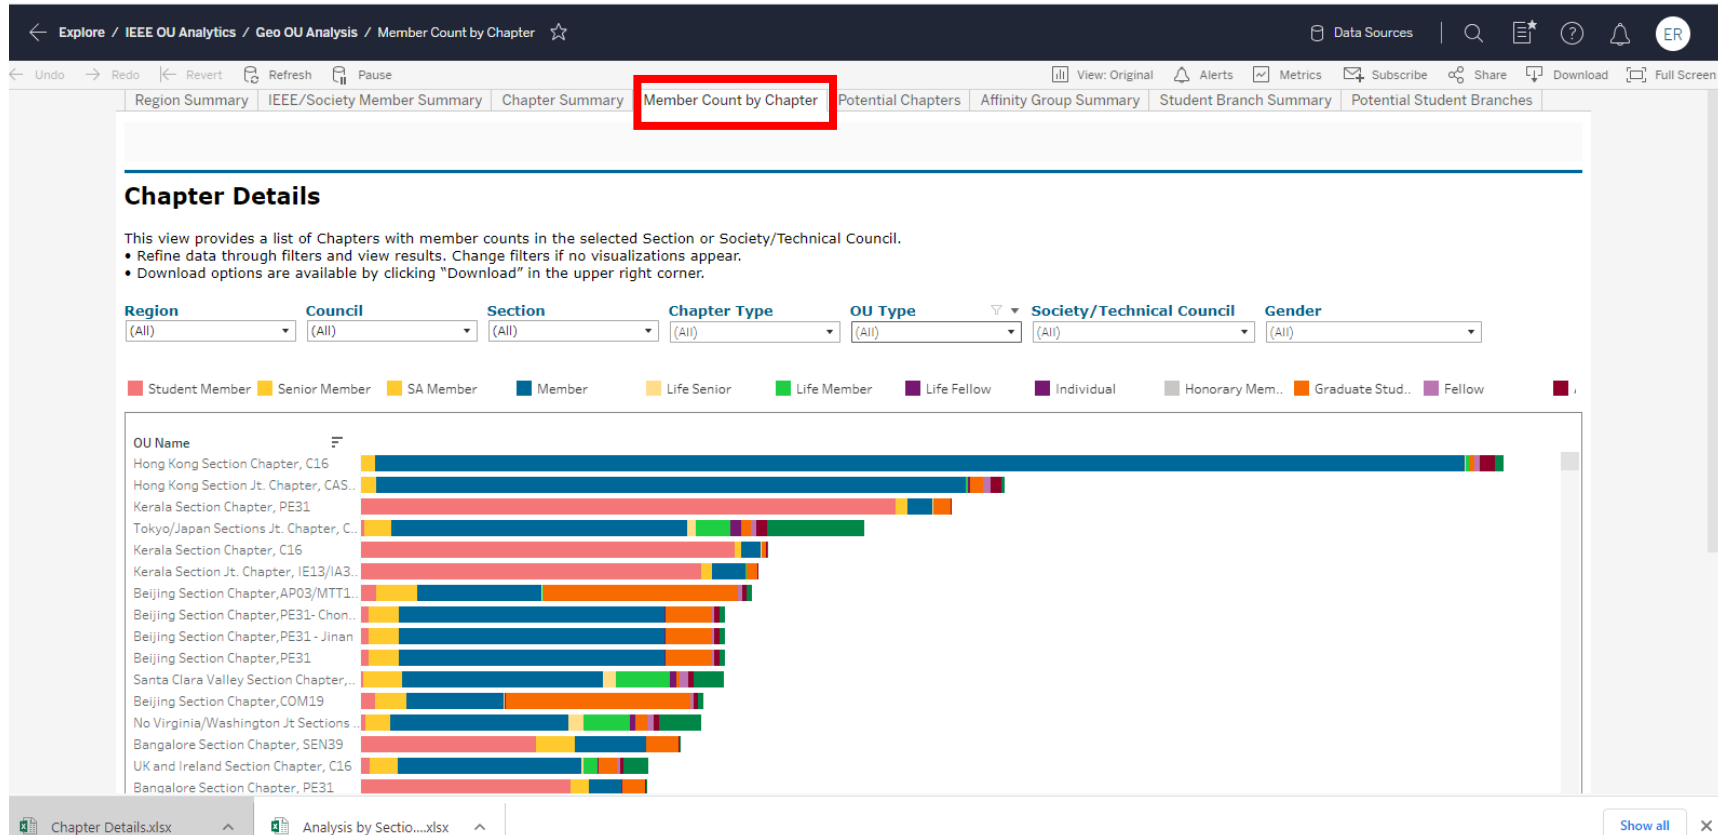 Explore / IEEE OU Analytics / Geo OU Analysis / Member Count by Chapter
Data Sources
ER
Undo Redo Revert Refresh Pause
View: Original Alerts Metrics Subscribe Share Download Full Screen
Region Summary IEEE/Society Member Summary Chapter Summary Member Count by Chapter Potential Chapters Affinity Group Summary Student Branch Summary Potential Student Branches
Chapter Details
This view provides a list of Chapters with member counts in the selected Section or Society/Technical Council.
• Refine data through filters and view results. Change filters if no visualizations appear.
• Download options are available by clicking “Download” in the upper right corner.
Region Council Section Chapter Type OU Type Society/Technical Council Gender
(All) (All) (All) (All) (All) (All) (All)
Student Member Senior Member SA Member Member Life Senior Life Member Life Fellow Individual Honorary Mem.. Graduate Stud.. Fellow
OU Name
Hong Kong Section Chapter, C16
Hong Kong Section Jt. Chapter, CAS..
Kerala Section Chapter, PE31
Tokyo/Japan Sections Jt. Chapter, C..
Kerala Section Chapter, C16
Kerala Section Jt. Chapter, IE13/IA3..
Beijing Section Chapter,AP03/MTT1..
Beijing Section Chapter,PE31- Chon..
Beijing Section Chapter,PE31 - Jinan
Beijing Section Chapter,PE31
Santa Clara Valley Section Chapter,..
Beijing Section Chapter,COM19
No Virginia/Washington Jt Sections ..
Bangalore Section Chapter, SEN39
UK and Ireland Section Chapter, C16
Bangalore Section Chapter, PE31
Chapter Details.xlsx Analysis by Sectio....xlsx Show all